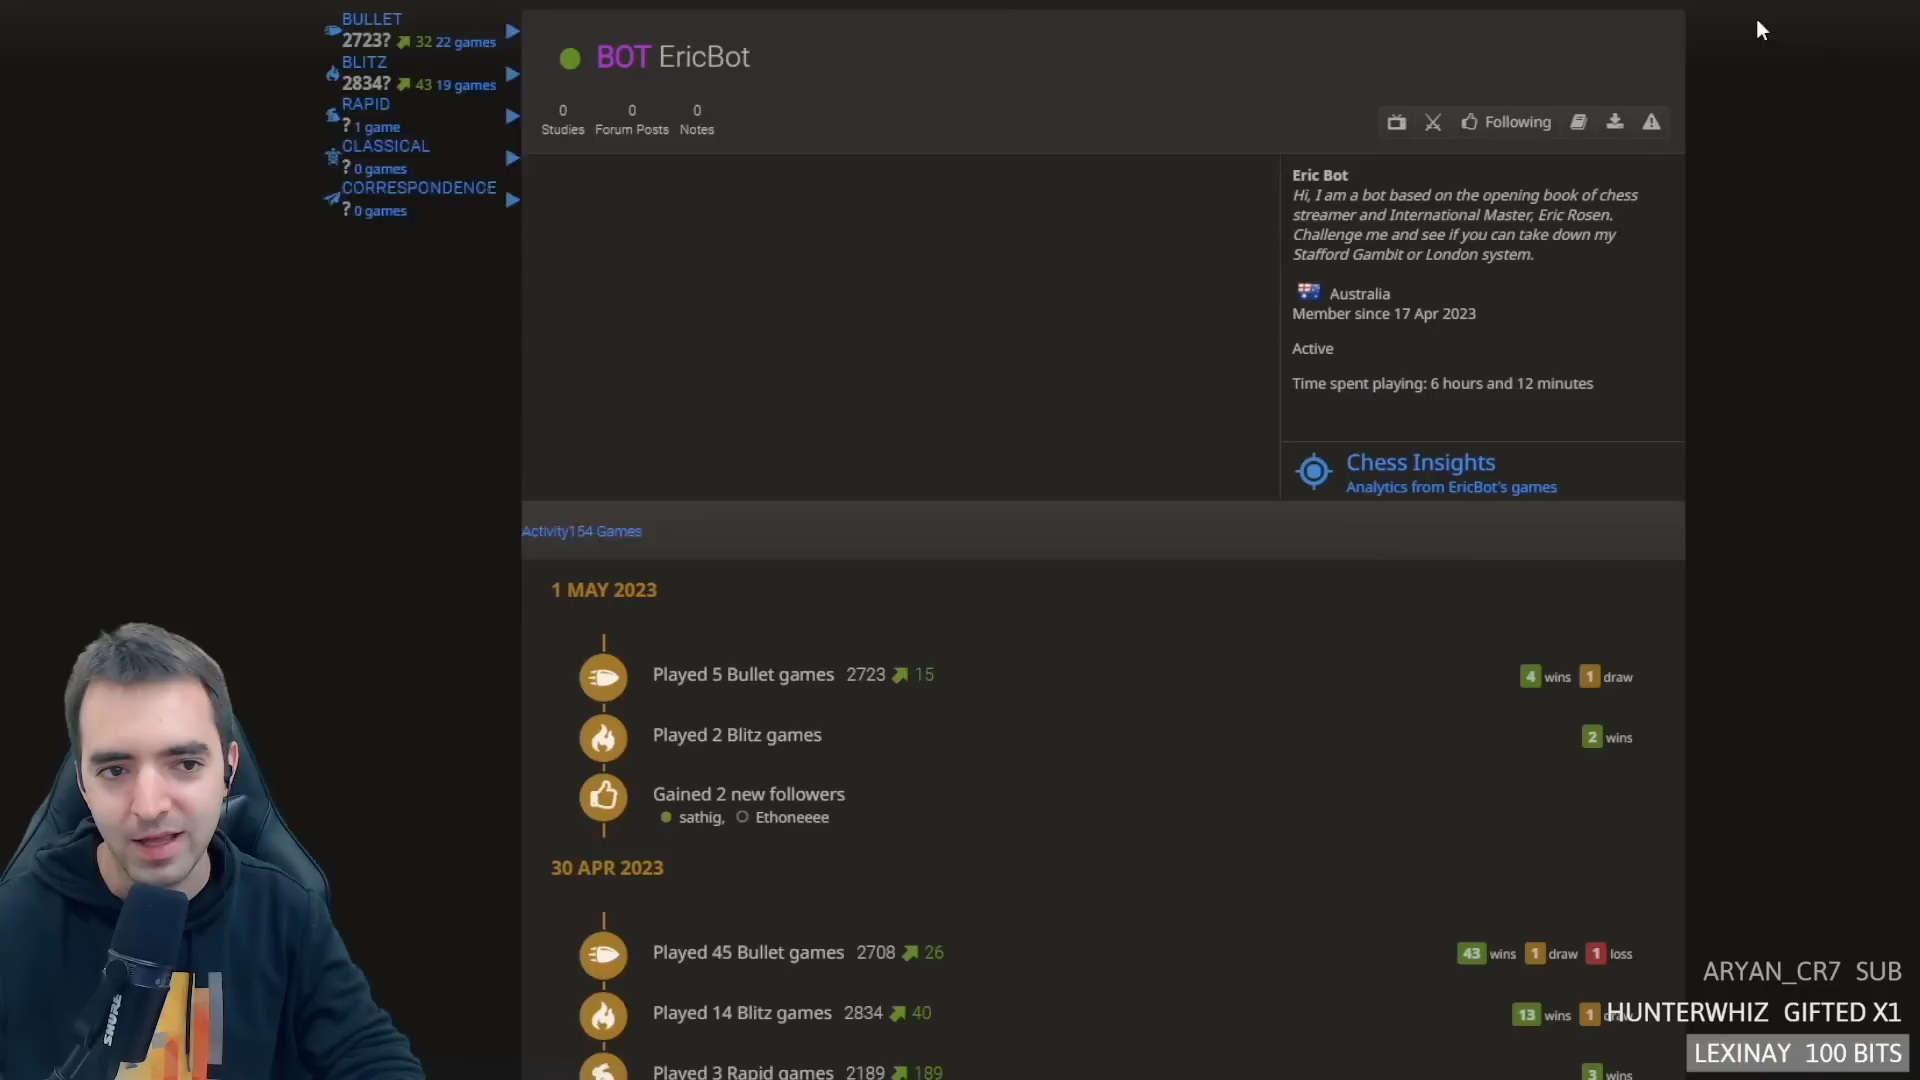 BULLET
2723? 32 22 games
BLITZ
2834? 43 19 games
RAPID
? 1 game
CLASSICAL
? 0 games
CORRESPONDENCE
? 0 games
BOT EricBot
0 0 0
Studies Forum Posts Notes
Following
Eric Bot
Hi, I am a bot based on the opening book of chess
streamer and International Master, Eric Rosen.
Challenge me and see if you can take down my
Stafford Gambit or London system.
Australia
Member since 17 Apr 2023
Active
Time spent playing: 6 hours and 12 minutes
Chess Insights
Analytics from EricBot's games
Activity154 Games
1 MAY 2023
Played 5 Bullet games 2723 15
4 wins 1 draw
Played 2 Blitz games
2 wins
Gained 2 new followers
sathig, Ethoneeee
30 APR 2023
Played 45 Bullet games 2708 26
43 wins 1 draw 1 loss
Played 14 Blitz games 2834 40
13 wins 1
Played 3 Rapid games 2189 189
3 wins
SHURE
ARYAN_CR7 SUB
HUNTERWHIZ GIFTED X1
LEXINAY 100 BITS